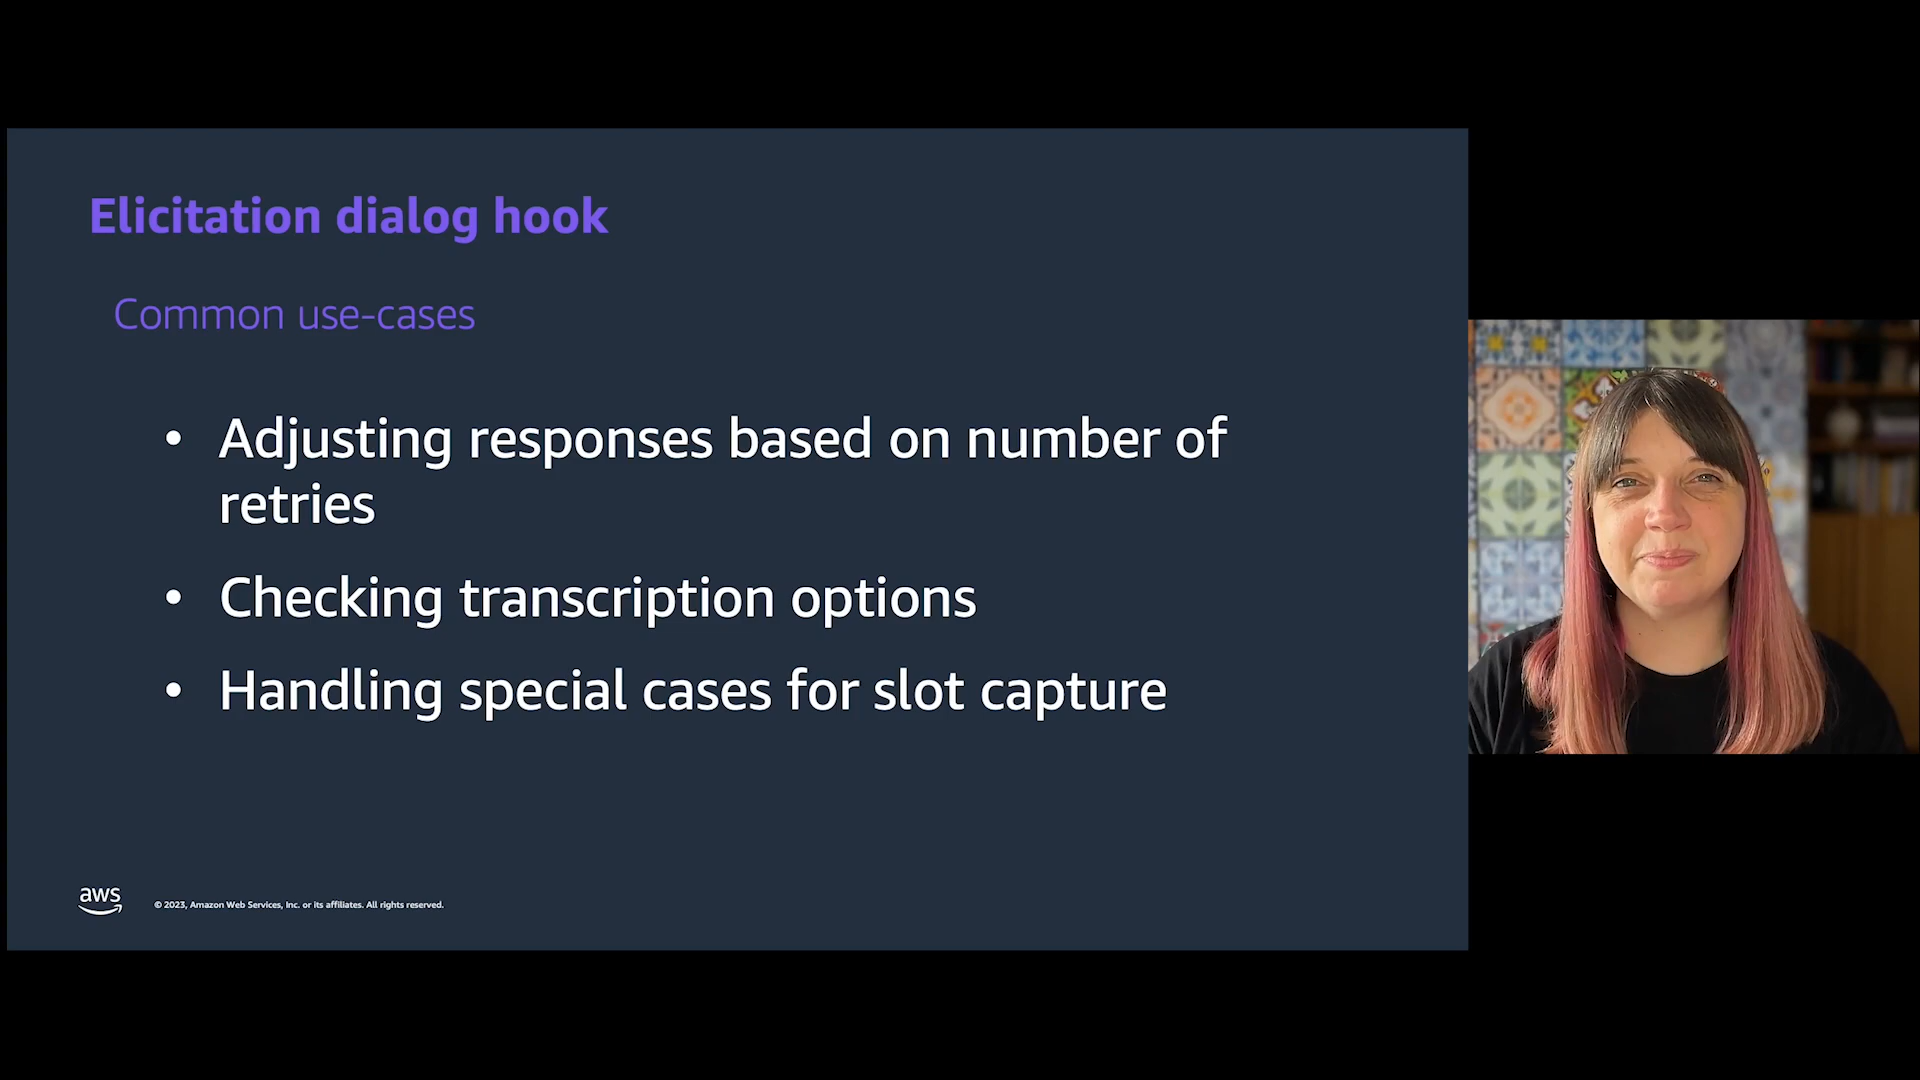 Elicitation dialog hook
Common use-cases
• Adjusting responses based on number of
retries
• Checking transcription options
• Handling special cases for slot capture
aws
© 2023, Amazon Web Services, Inc. or its affiliates. All rights reserved.